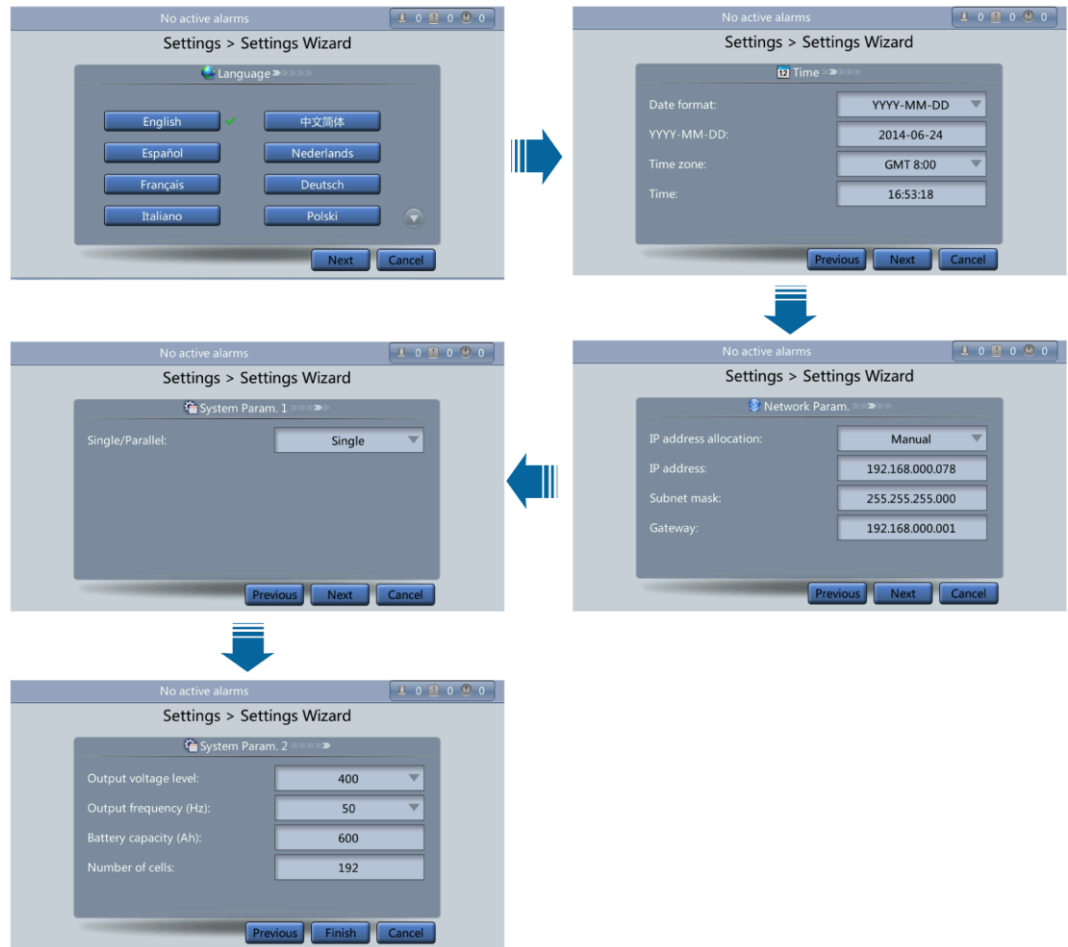 No active alarms 0 0 0
Settings > Settings Wizard
Language
English 中文简体
Español Nederlands
Français Deutsch
Italiano Polski
Next Cancel
No active alarms 0 0 0
Settings > Settings Wizard
12 Time
Date format: YYYY-MM-DD
YYYY-MM-DD: 2014-06-24
Time zone: GMT 8:00
Time: 16:53:18
Previous Next Cancel
No active alarms 0 0 0
Settings > Settings Wizard
Network Param.
IP address allocation: Manual
IP address: 192.168.000.078
Subnet mask: 255.255.255.000
Gateway: 192.168.000.001
Previous Next Cancel
No active alarms 0 0 0
Settings > Settings Wizard
System Param. 1
Single/Parallel: Single
Previous Next Cancel
No active alarms 0 0 0
Settings > Settings Wizard
System Param. 2
Output voltage level: 400
Output frequency (Hz): 50
Battery capacity (Ah): 600
Number of cells: 192
Previous Finish Cancel